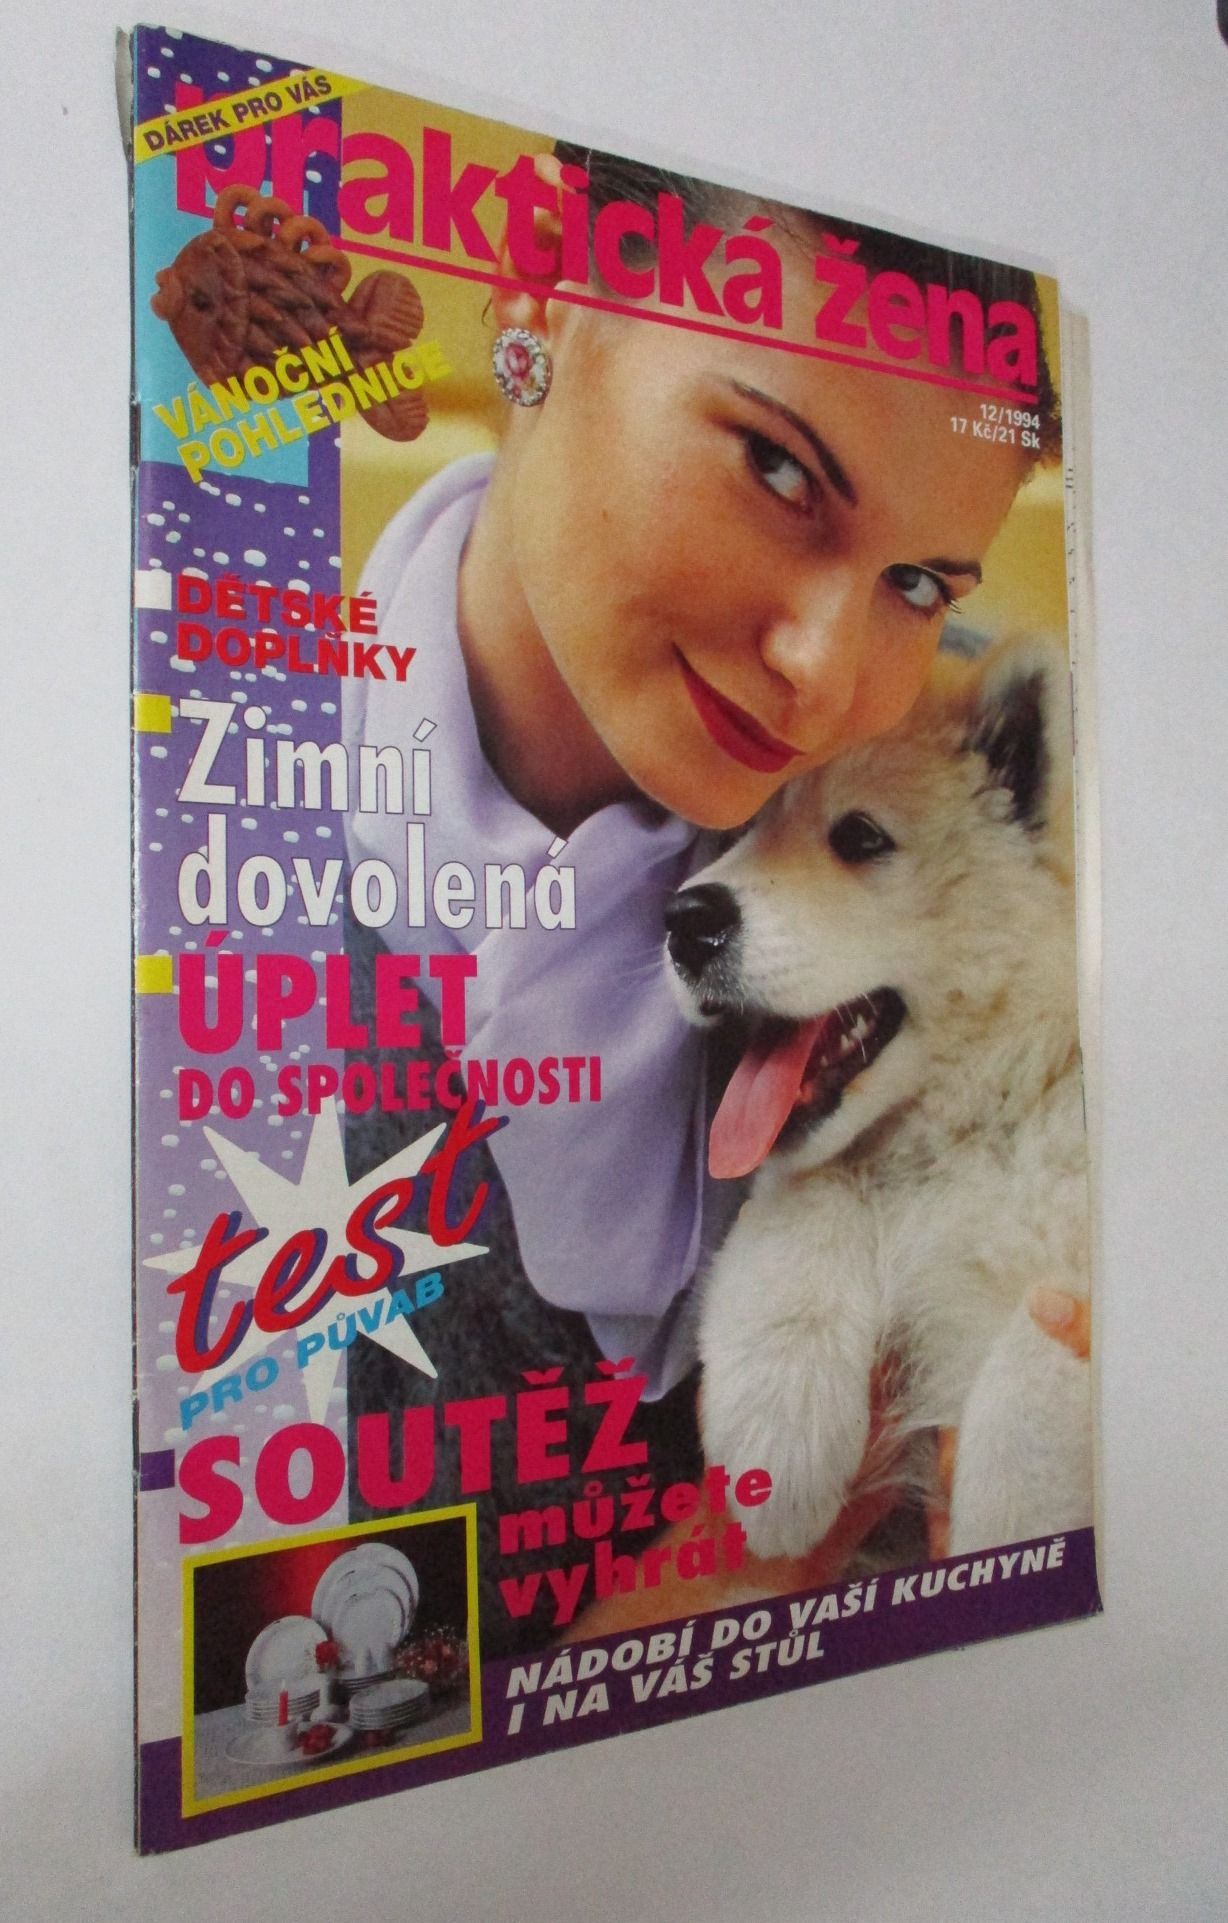 DÁREK PRO VÁS
praktická žena
12/1994
17 Kč/21 Sk
VÁNOČNÍ
POHLEDNICE
DĚTSKÉ
DOPLŇKY
Zimní
dovolená
ÚPLET
DO SPOLEČNOSTI
test
PRO PŮVAB
SOUTĚŽ
můžete
vyhrát
NÁDOBÍ DO VAŠÍ KUCHYNĚ
I NA VÁŠ STŮL